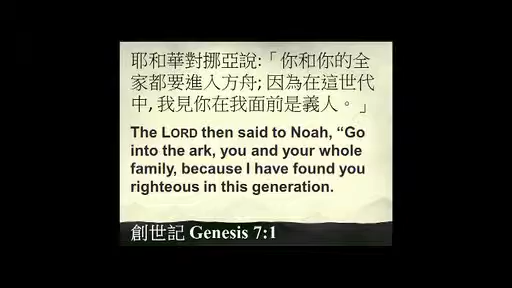 耶和華對挪亞說:「你和你的全
家都要進入方舟; 因為在這世代
中, 我見你在我面前是義人。」
The LORD then said to Noah, “Go
into the ark, you and your whole
family, because I have found you
righteous in this generation.
創世記 Genesis 7:1